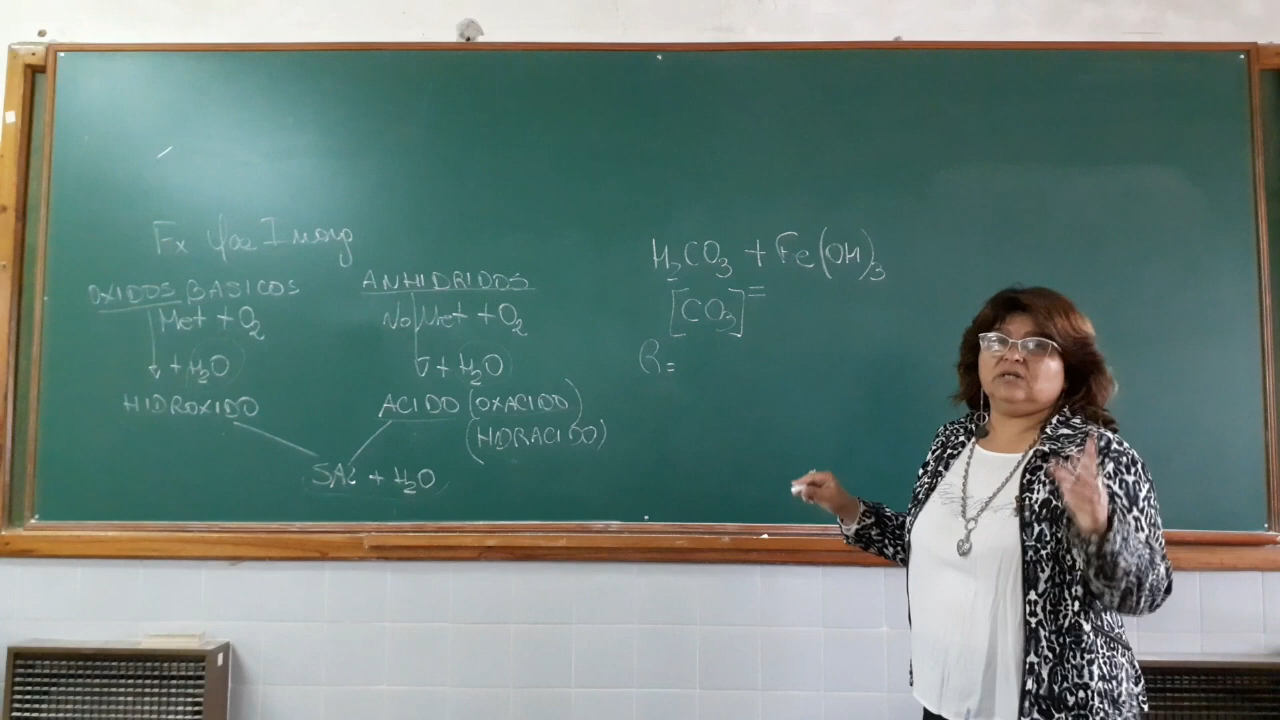 Fx Qca Inorg
OXIDOS BASICOS
Met + O₂
+ H₂O
HIDROXIDO
ANHIDRIDOS
No Met + O₂
+ H₂O
ACIDO (OXACIDO)
(HIDRACIDO)
SAL + H₂O
H₂CO₃ + Fe(OH)₃
[CO₃]⁼
R=